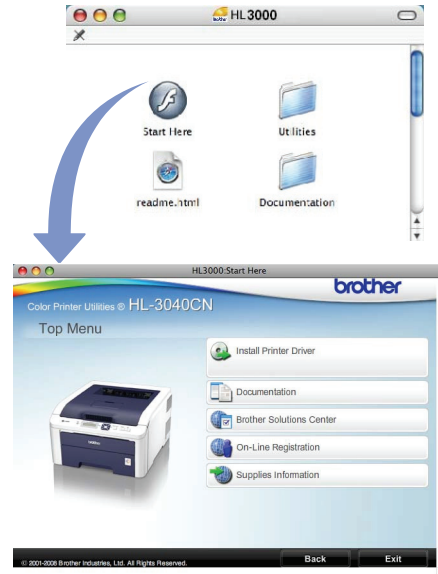 HL3000
Start Here
Utilities
readme.html
Documentation
HL3000:Start Here
brother
Color Printer Utilities ® HL-3040CN
Top Menu
Install Printer Driver
Documentation
Brother Solutions Center
On-Line Registration
Supplies Information
© 2001-2008 Brother Industries, Ltd. All Rights Reserved.
Back
Exit